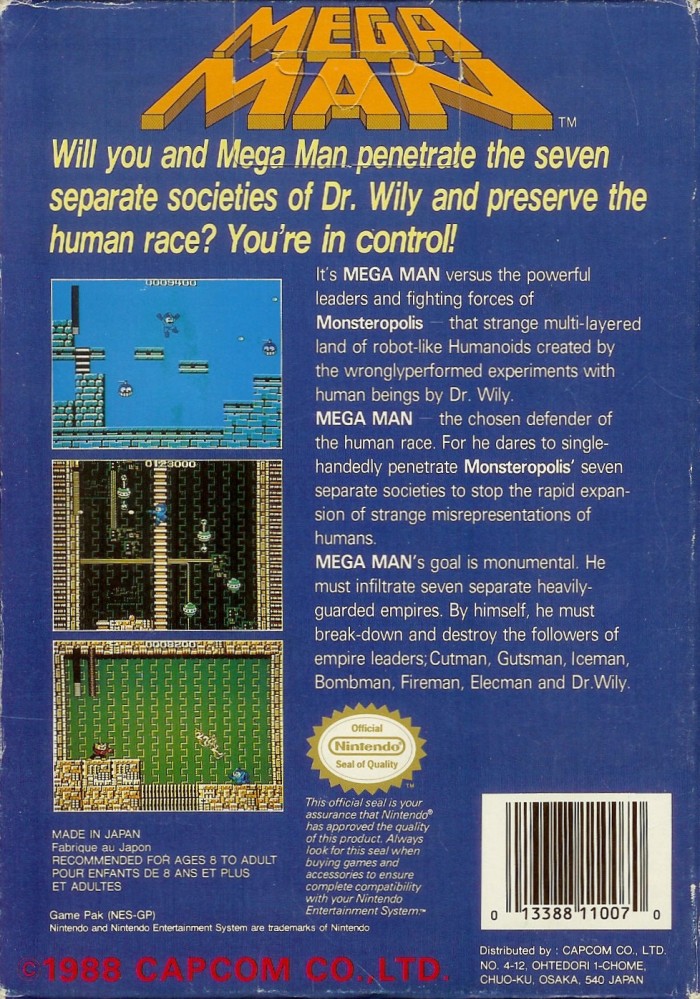 MEGA
MAN
TM
Will you and Mega Man penetrate the seven
separate societies of Dr. Wily and preserve the
human race? You're in control!
0009400
0123000
0003200
It's MEGA MAN versus the powerful
leaders and fighting forces of
Monsteropolis — that strange multi-layered
land of robot-like Humanoids created by
the wronglyperformed experiments with
human beings by Dr. Wily.
MEGA MAN — the chosen defender of
the human race. For he dares to single-
handedly penetrate Monsteropolis' seven
separate societies to stop the rapid expan-
sion of strange misrepresentations of
humans.
MEGA MAN's goal is monumental. He
must infiltrate seven separate heavily-
guarded empires. By himself, he must
break-down and destroy the followers of
empire leaders; Cutman, Gutsman, Iceman,
Bombman, Fireman, Elecman and Dr.Wily.
Official
Nintendo®
Seal of Quality
TM
This official seal is your
assurance that Nintendo®
has approved the quality
of this product. Always
look for this seal when
buying games and
accessories to ensure
complete compatibility
with your Nintendo
Entertainment System.™
MADE IN JAPAN
Fabrique au Japon
RECOMMENDED FOR AGES 8 TO ADULT
POUR ENFANTS DE 8 ANS ET PLUS
ET ADULTES
Game Pak (NES-GP)
Nintendo and Nintendo Entertainment System are trademarks of Nintendo
©1988 CAPCOM CO.,LTD.
0 13388 11007 0
Distributed by : CAPCOM CO., LTD.
NO. 4-12, OHTEDORI 1-CHOME,
CHUO-KU, OSAKA, 540 JAPAN